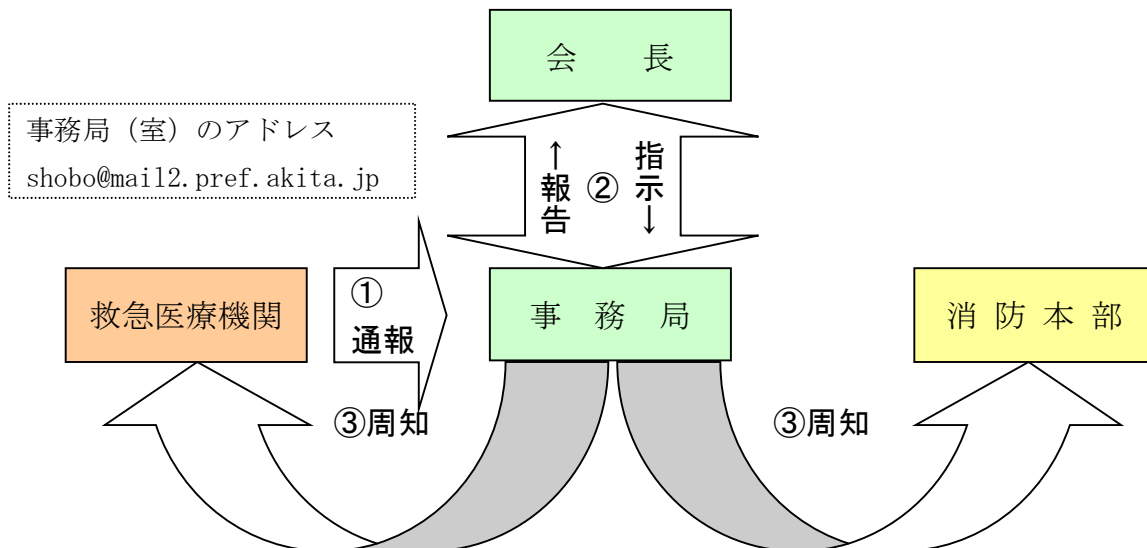 会　長
事務局（室）のアドレス
shobo@mail2.pref.akita.jp
↑報告
②
指示↓
救急医療機関
①
通報
事　務　局
消 防 本 部
③周知
③周知